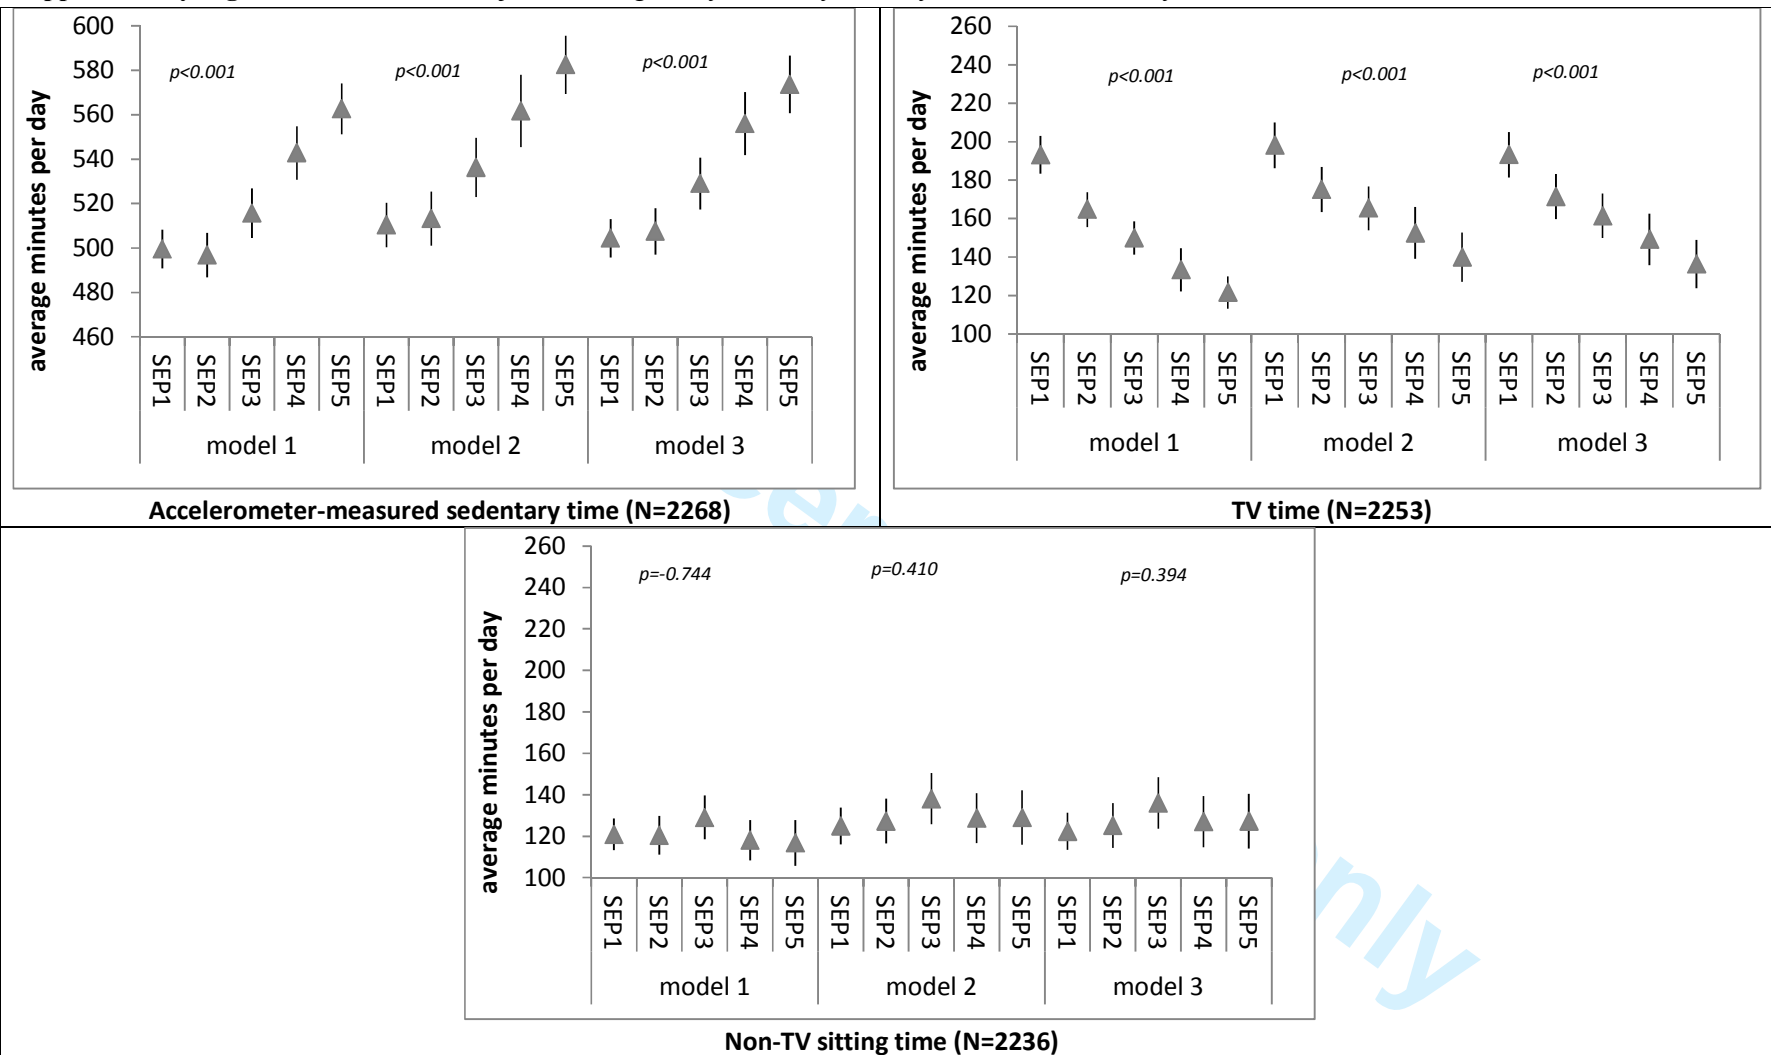 600
580
560
540
520
500
480
460
average minutes per day
p<0.001
p<0.001
p<0.001
SEP1 SEP2 SEP3 SEP4 SEP5 SEP1 SEP2 SEP3 SEP4 SEP5 SEP1 SEP2 SEP3 SEP4 SEP5
model 1 model 2 model 3
Accelerometer-measured sedentary time (N=2268)
260
240
220
200
180
160
140
120
100
average minutes per day
p<0.001
p<0.001
p<0.001
SEP1 SEP2 SEP3 SEP4 SEP5 SEP1 SEP2 SEP3 SEP4 SEP5 SEP1 SEP2 SEP3 SEP4 SEP5
model 1 model 2 model 3
TV time (N=2253)
260
240
220
200
180
160
140
120
100
average minutes per day
p=-0.744
p=0.410
p=0.394
SEP1 SEP2 SEP3 SEP4 SEP5 SEP1 SEP2 SEP3 SEP4 SEP5 SEP1 SEP2 SEP3 SEP4 SEP5
model 1 model 2 model 3
Non-TV sitting time (N=2236)
only